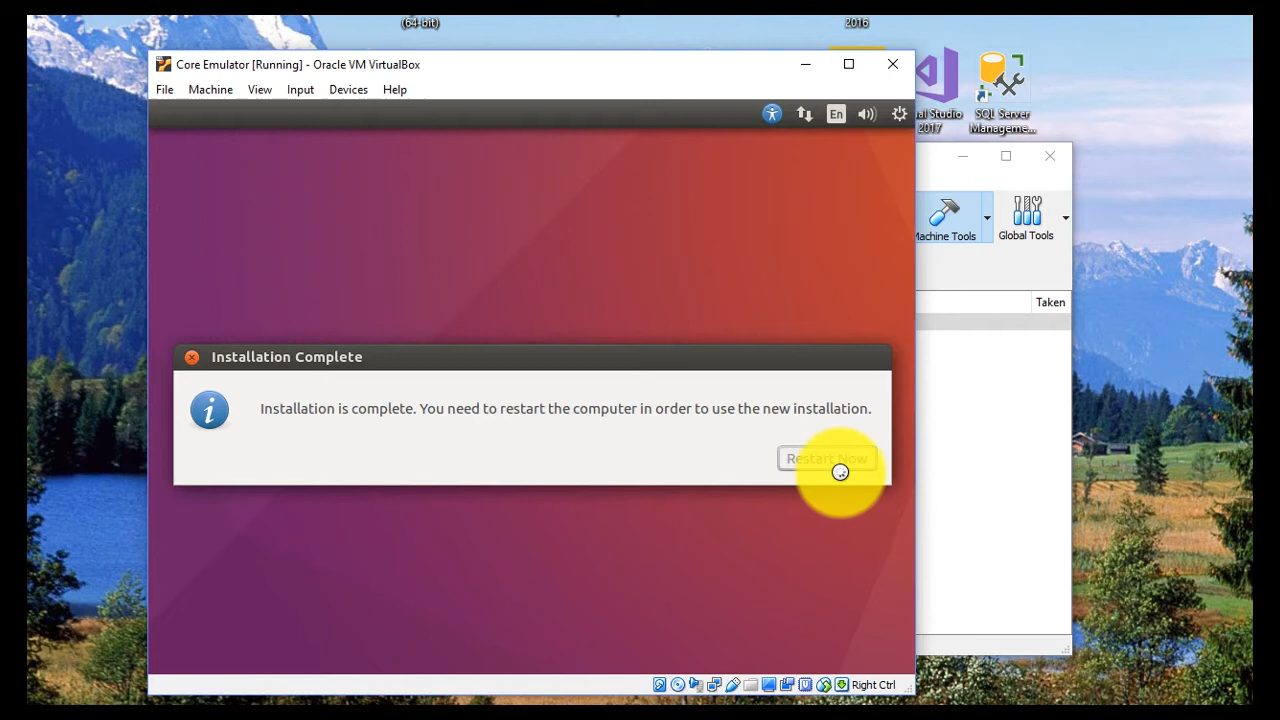 (64-bit)
2016
Core Emulator [Running] - Oracle VM VirtualBox
File Machine View Input Devices Help
En
2017
SQL Server
Manageme...
Machine Tools
Global Tools
Taken
Installation Complete
Installation is complete. You need to restart the computer in order to use the new installation.
Restart Now
Right Ctrl